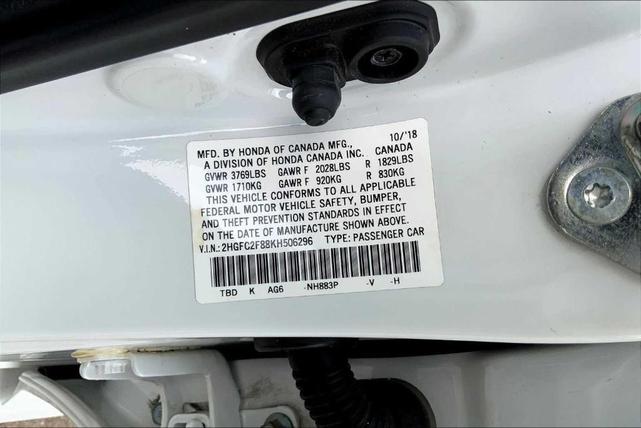 MFD. BY HONDA OF CANADA MFG., 10/'18
A DIVISION OF HONDA CANADA INC. CANADA
GVWR 3769LBS GAWR F 2028LBS R 1829LBS
GVWR 1710KG GAWR F 920KG R 830KG
THIS VEHICLE CONFORMS TO ALL APPLICABLE
FEDERAL MOTOR VEHICLE SAFETY, BUMPER,
AND THEFT PREVENTION STANDARDS IN EFFECT
ON THE DATE OF MANUFACTURE SHOWN ABOVE.
V.I.N.: 2HGFC2F88KH506296 TYPE: PASSENGER CAR
TBD K AG6 -NH883P -V -H